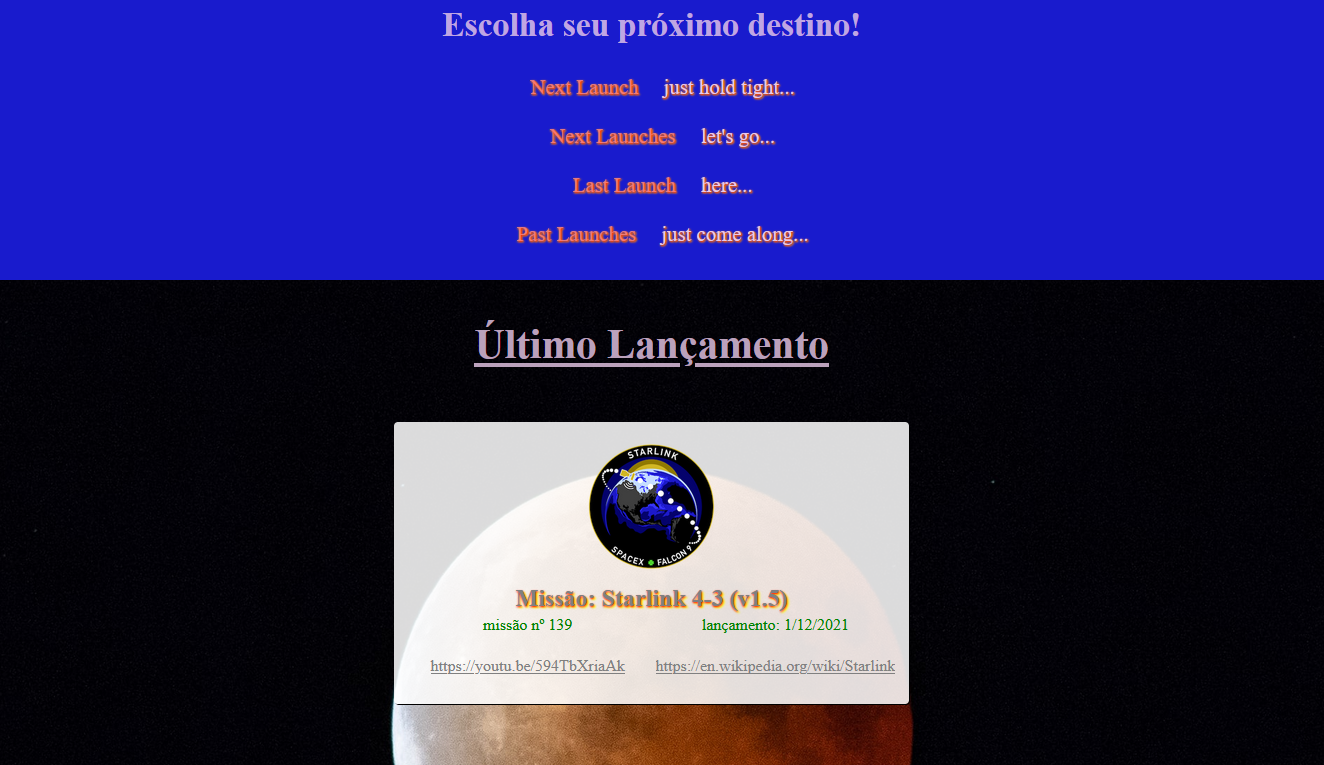 Escolha seu próximo destino!
Next Launch just hold tight...
Next Launches let's go...
Last Launch here...
Past Launches just come along...
Último Lançamento
STARLINK
SPACEX FALCON 9
Missão: Starlink 4-3 (v1.5)
missão nº 139 lançamento: 1/12/2021
https://youtu.be/594TbXriaAk https://en.wikipedia.org/wiki/Starlink